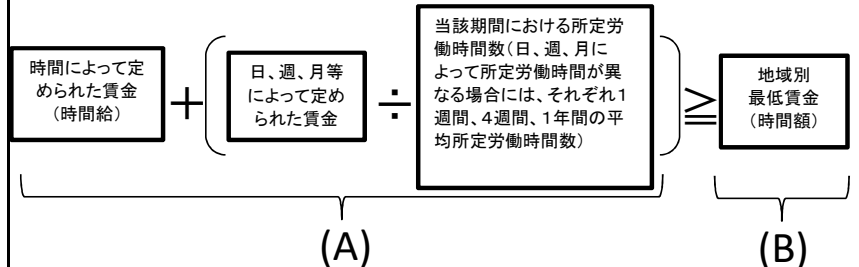 時間によって定
められた賃金
(時間給)
+
日、週、月等
によって定め
られた賃金
÷
当該期間における所定労
働時間数(日、週、月に
よって所定労働時間が異
なる場合には、それぞれ1
週間、4週間、1年間の平
均所定労働時間数)
≧
地域別
最低賃金
(時間額)
(A)
(B)